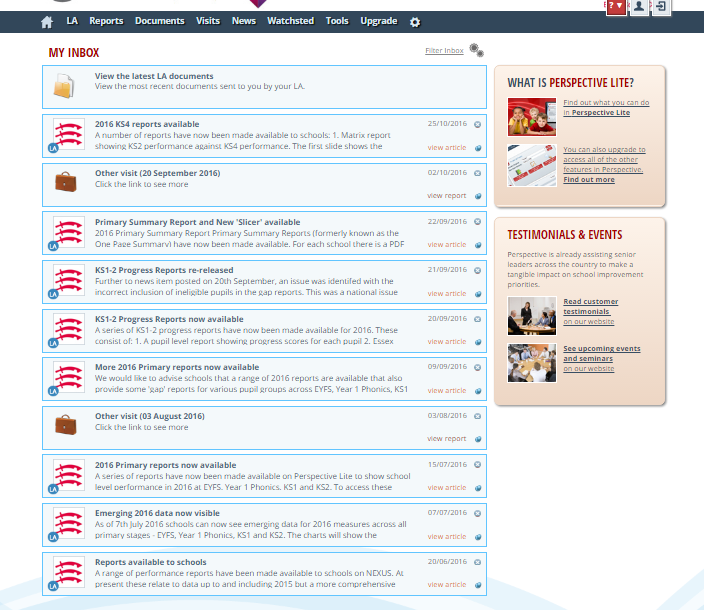 LA Reports Documents Visits News Watchsted Tools Upgrade
? ▼
MY INBOX
Filter Inbox
View the latest LA documents
View the most recent documents sent to you by your LA.
2016 KS4 reports available
25/10/2016
A number of reports have now been made available to schools: 1. Matrix report
showing KS2 performance against KS4 performance. The first slide shows the
view article
LA
Other visit (20 September 2016)
02/10/2016
Click the link to see more
view report
Primary Summary Report and New 'Slicer' available
22/09/2016
2016 Primary Summary Report Primary Summary Reports (formerly known as the
One Page Summary) have now been made available. For each school there is a PDF
view article
LA
KS1-2 Progress Reports re-released
21/09/2016
Further to news item posted on 20th September, an issue was identifed with the
incorrect inclusion of ineligible pupils in the gap reports. This was a national issue
view article
LA
KS1-2 Progress Reports now available
20/09/2016
A series of KS1-2 progress reports have now been made available for 2016. These
consist of: 1. A pupil level report showing progress scores for each pupil 2. Essex
view article
LA
More 2016 Primary reports now available
09/09/2016
We would like to advise schools that a range of 2016 reports are available that also
provide some 'gap' reports for various pupil groups across EYFS, Year 1 Phonics, KS1
view article
LA
Other visit (03 August 2016)
03/08/2016
Click the link to see more
view report
2016 Primary reports now available
15/07/2016
A series of reports have now been made available on Perspective Lite to show school
level performance in 2016 at EYFS. Year 1 Phonics. KS1 and KS2. To access these
view article
LA
Emerging 2016 data now visible
07/07/2016
As of 7th July 2016 schools can now see emerging data for 2016 measures across all
primary stages - EYFS, Year 1 Phonics, KS1 and KS2. The charts will show the
view article
LA
Reports available to schools
20/06/2016
A range of performance reports have been made available to schools on NEXUS. At
present these relate to data up to and including 2015 but a more comprehensive
view article
LA
WHAT IS PERSPECTIVE LITE?
Find out what you can do
in Perspective Lite
You can also upgrade to
access all of the other
features in Perspective.
Find out more
TESTIMONIALS & EVENTS
Perspective is already assisting senior
leaders across the country to make a
tangible impact on school improvement
priorities.
Read customer
testimonials
on our website
See upcoming events
and seminars
on our website